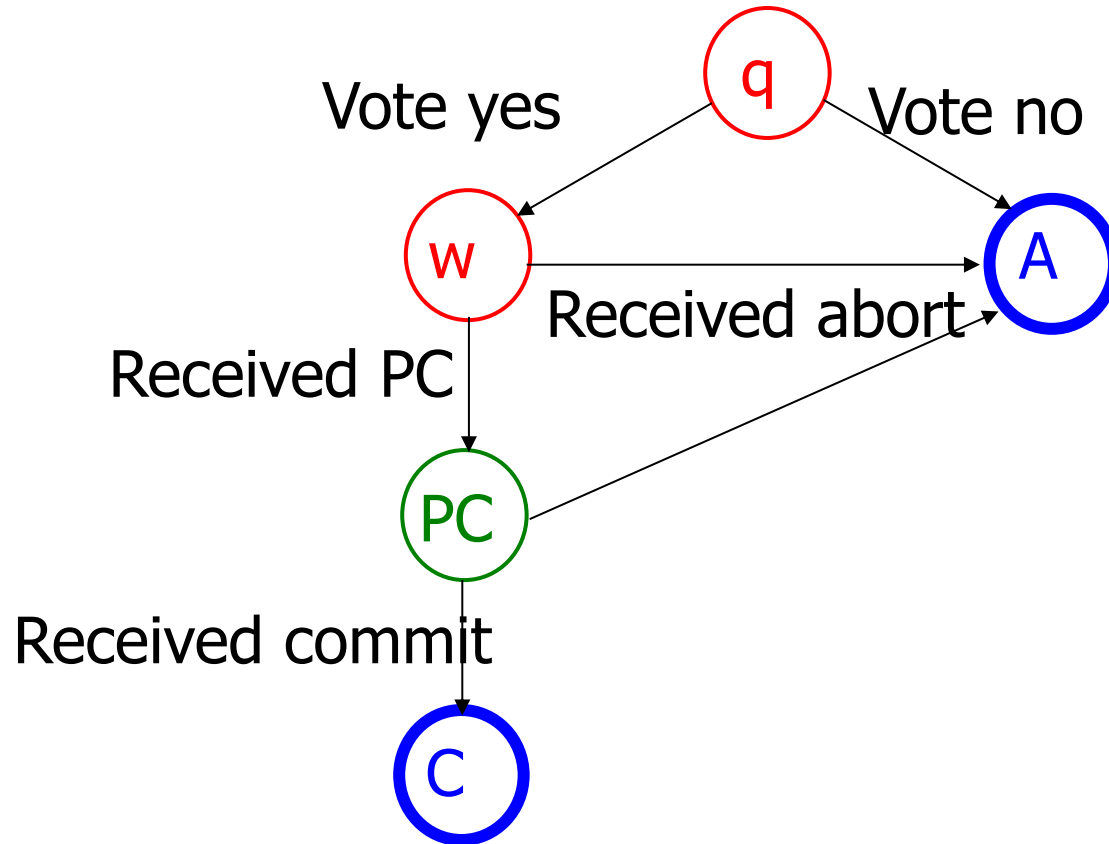 q
Vote yes
Vote no
w
A
Received abort
Received PC
PC
Received commit
C